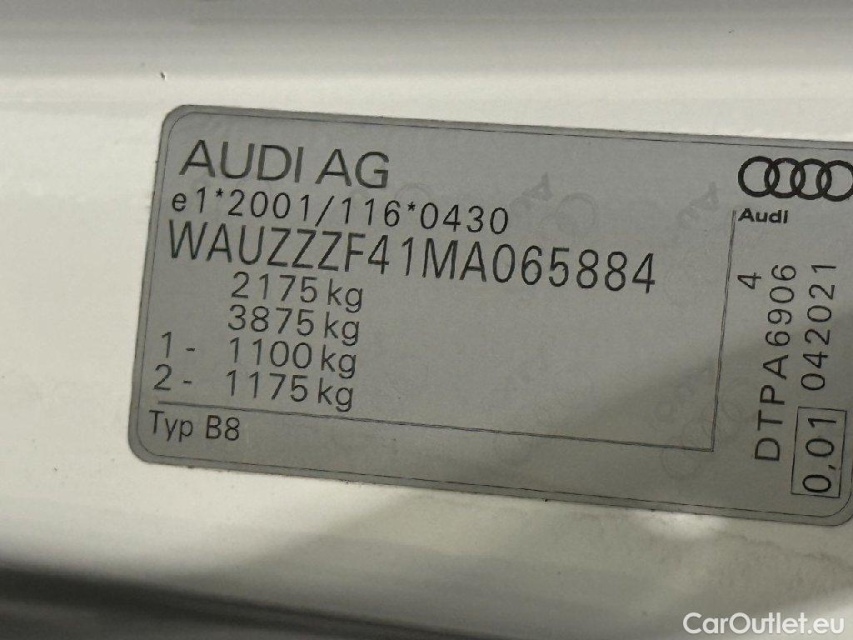 AUDI AG
e1*2001/116*0430
WAUZZZF41MA065884
2175 kg
3875 kg
1 - 1100 kg
2 - 1175 kg
Typ B8
Audi
4
DTPA6906
042021
0,01
CarOutlet.eu